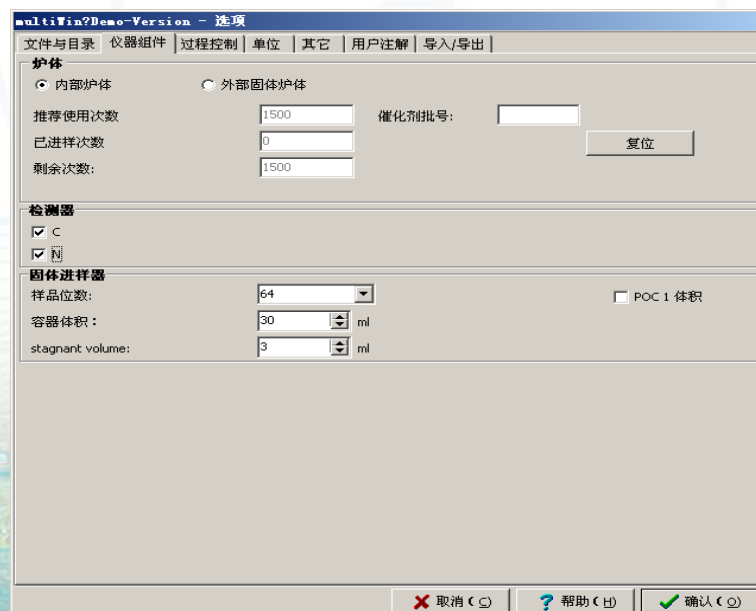 multiWin?Demo-Version - 选项
文件与目录 仪器组件 过程控制 单位 其它 用户注解 导入/导出
炉体
内部炉体 外部固体炉体
推荐使用次数 1500 催化剂批号:
已进样次数 0 复位
剩余次数: 1500
检测器
C
N
固体进样器
样品位数: 64 POC 1 体积
容器体积： 30 ml
stagnant volume: 3 ml
取消(C) 帮助(H) 确认(O)